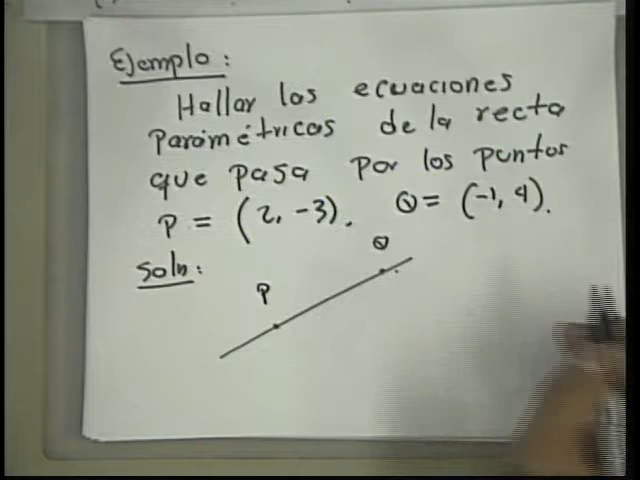 Ejemplo:
Hallar las ecuaciones
Paramétricas de la recta
que pasa por los puntos
P = (2, -3). Q = (-1, 4).
Soln:
Q
P